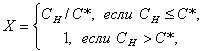 X = { C_H / C*, если C_H ≤ C*,
1, если C_H > C*,